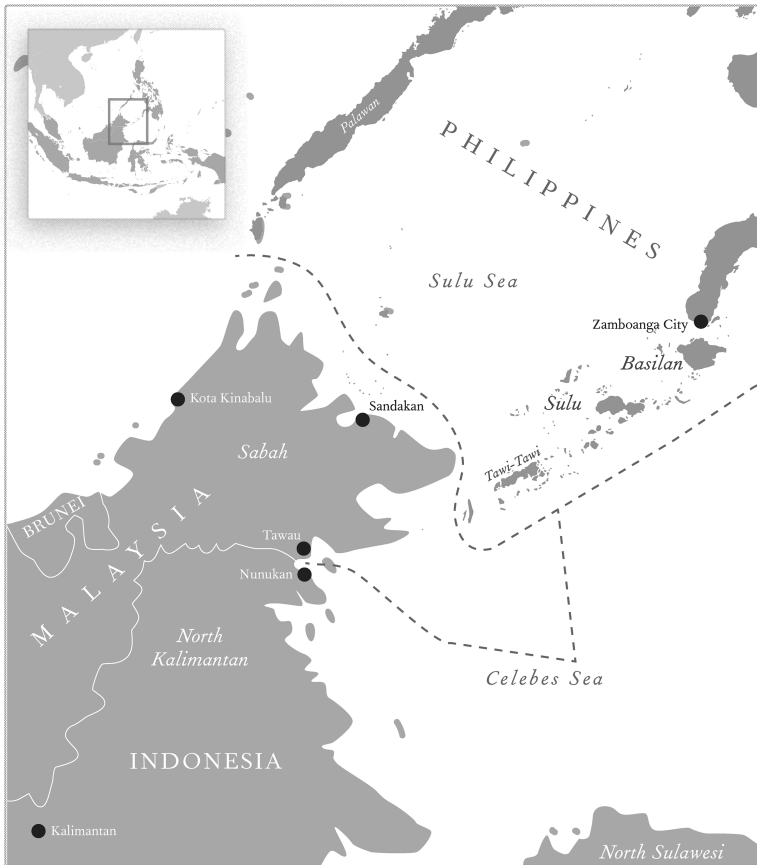 Palawan
PHILIPPINES
Sulu Sea
Zamboanga City
Basilan
Kota Kinabalu
Sandakan
Sulu
Sabah
Tawi-Tawi
BRUNEI
MALAYSIA
Tawau
Nunukan
North
Kalimantan
Celebes Sea
INDONESIA
Kalimantan
North Sulawesi